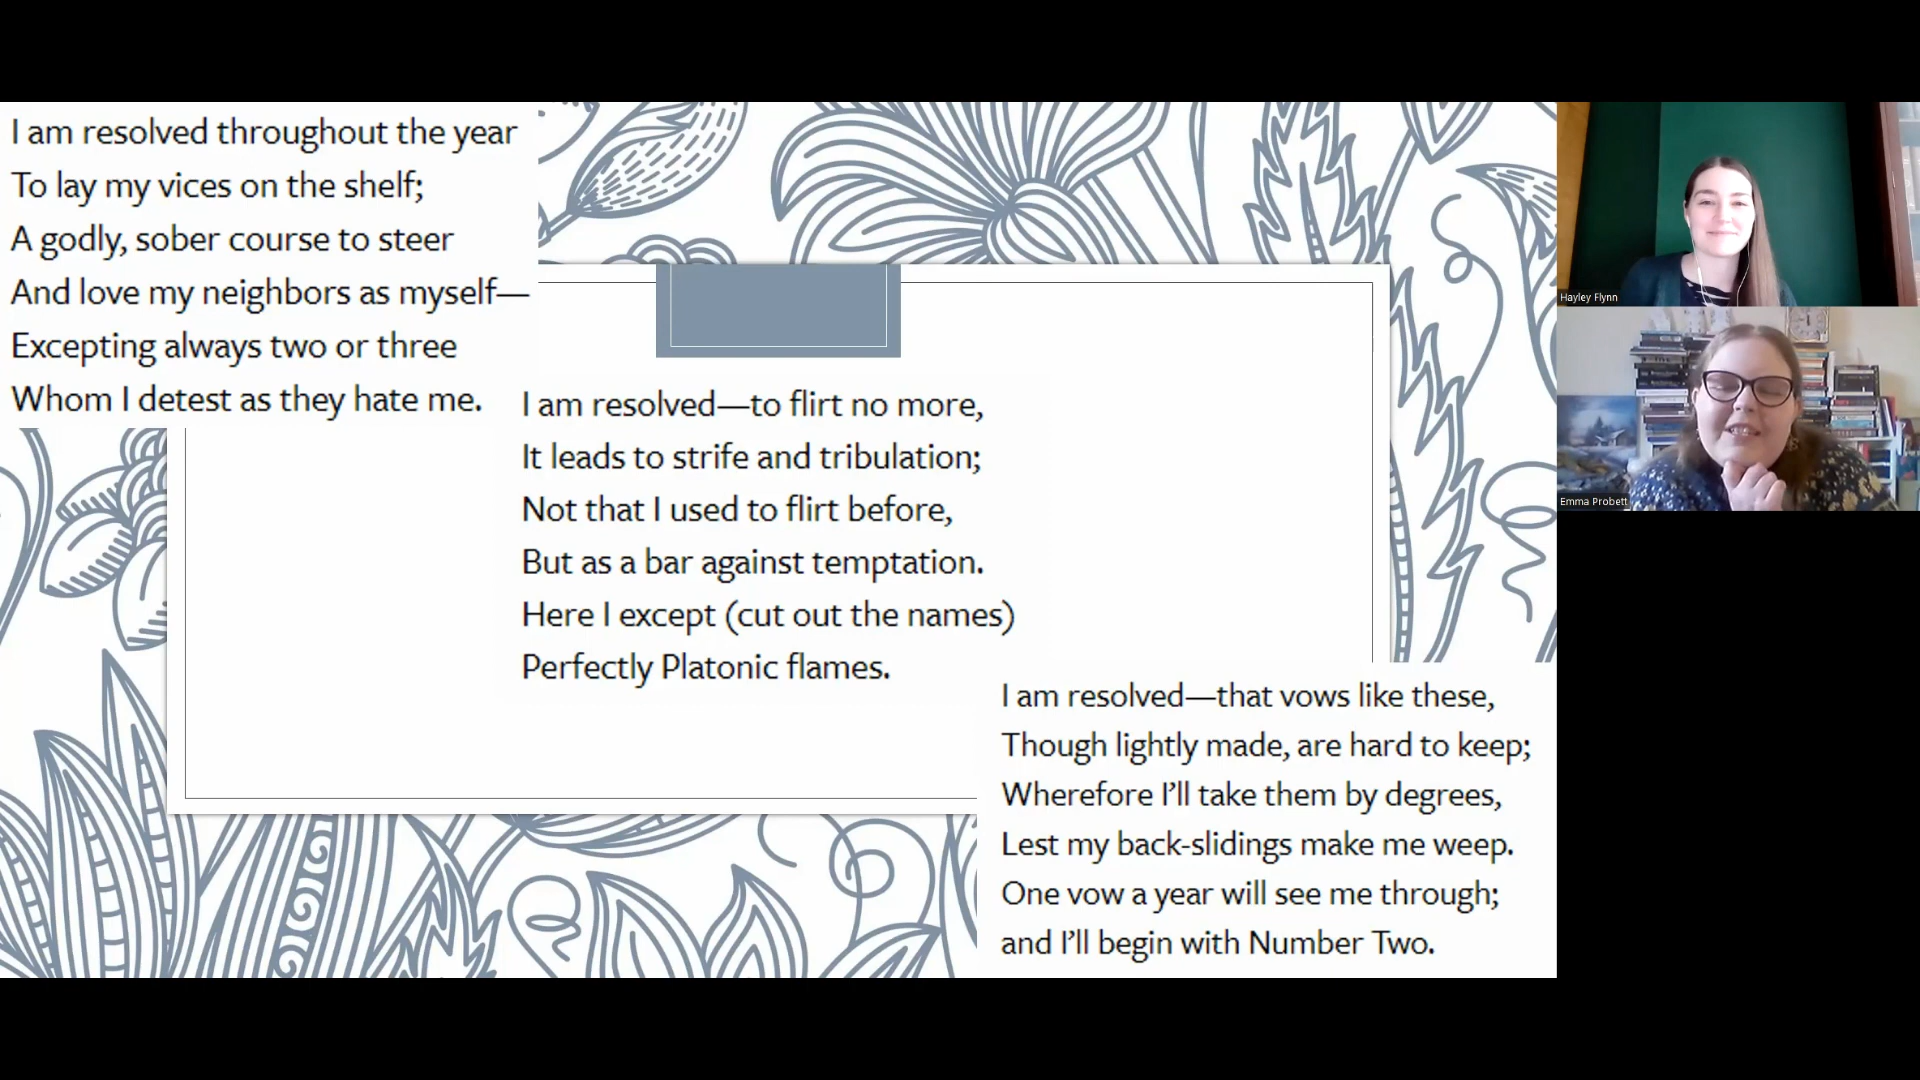 I am resolved throughout the year
To lay my vices on the shelf;
A godly, sober course to steer
And love my neighbors as myself—
Excepting always two or three
Whom I detest as they hate me.
I am resolved—to flirt no more,
It leads to strife and tribulation;
Not that I used to flirt before,
But as a bar against temptation.
Here I except (cut out the names)
Perfectly Platonic flames.
I am resolved—that vows like these,
Though lightly made, are hard to keep;
Wherefore I’ll take them by degrees,
Lest my back-slidings make me weep.
One vow a year will see me through;
and I’ll begin with Number Two.
Hayley Flynn
Emma Probett